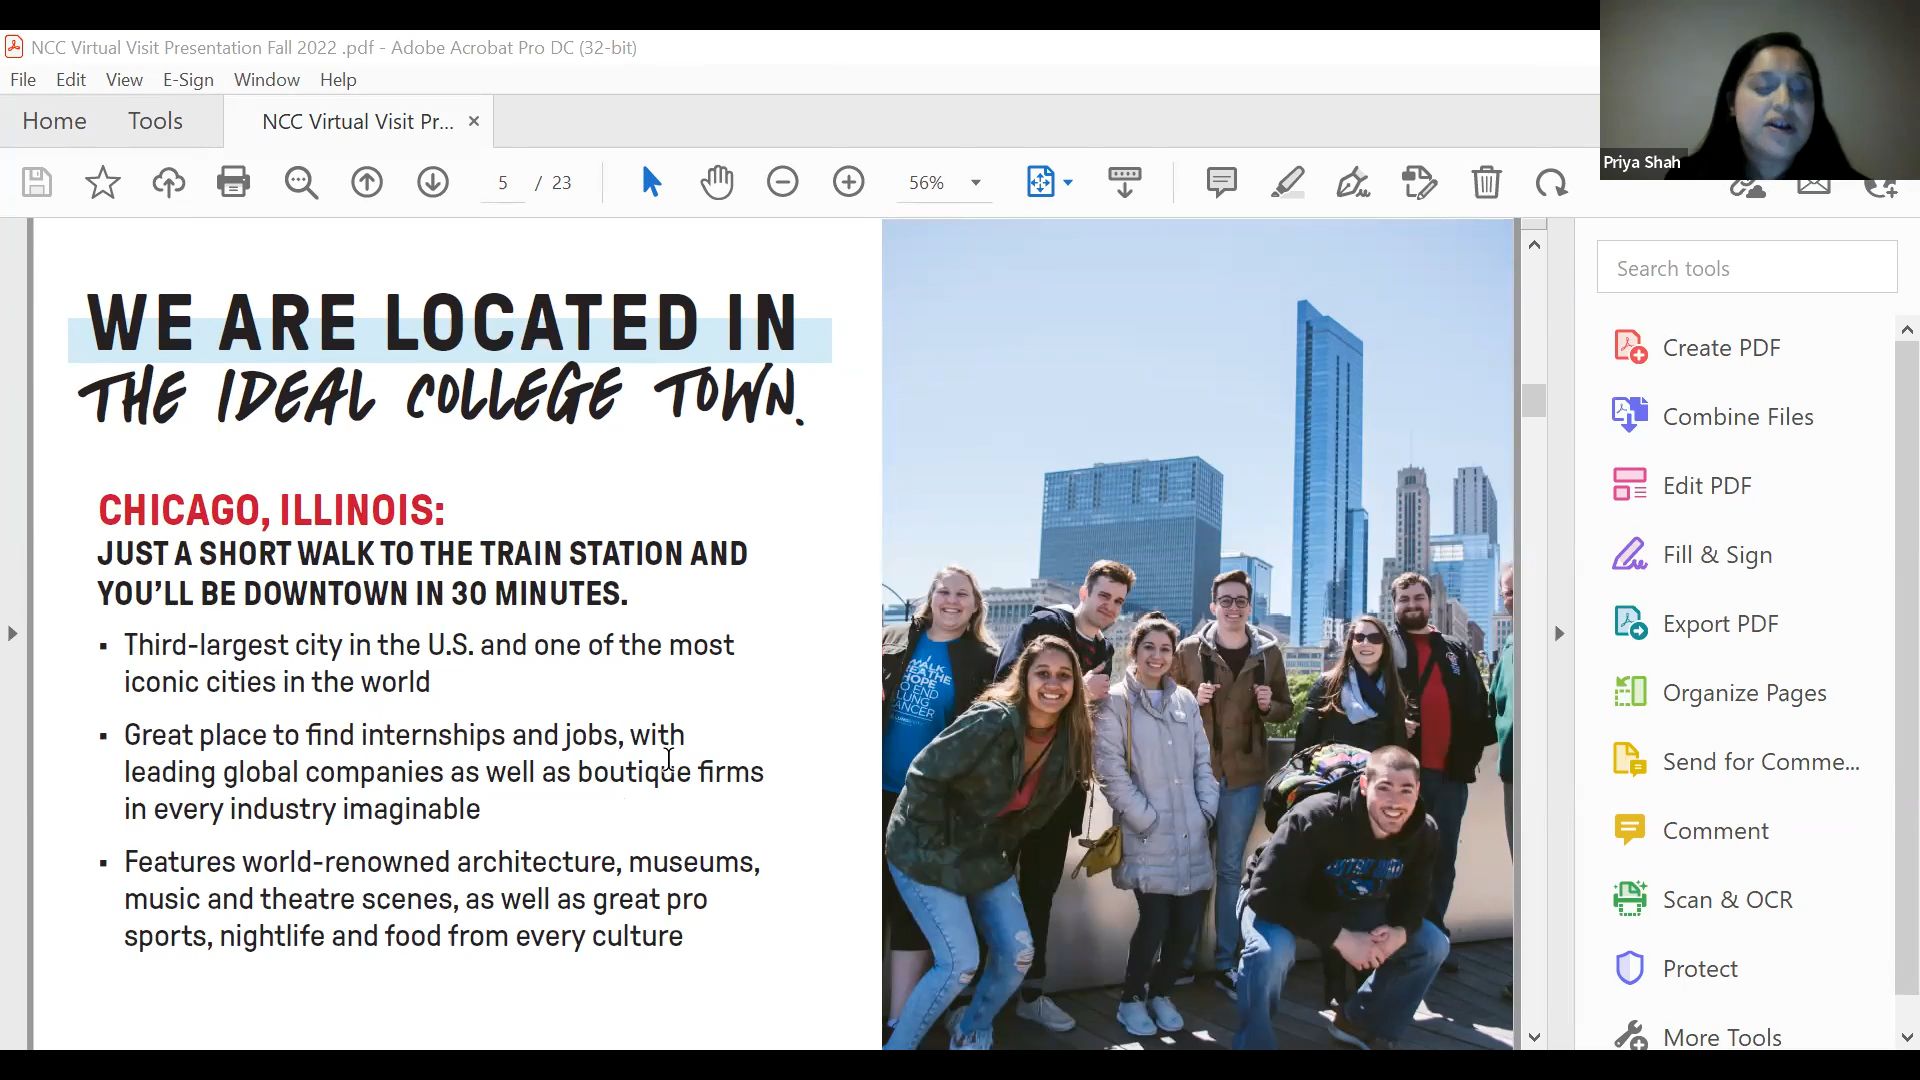 NCC Virtual Visit Presentation Fall 2022 .pdf - Adobe Acrobat Pro DC (32-bit)
File Edit View E-Sign Window Help
Home Tools NCC Virtual Visit Pr... ×
5 / 23 56%
Priya Shah
WE ARE LOCATED IN
THE IDEAL COLLEGE TOWN.
CHICAGO, ILLINOIS:
JUST A SHORT WALK TO THE TRAIN STATION AND
YOU'LL BE DOWNTOWN IN 30 MINUTES.
▪ Third-largest city in the U.S. and one of the most
iconic cities in the world
▪ Great place to find internships and jobs, with
leading global companies as well as boutique firms
in every industry imaginable
▪ Features world-renowned architecture, museums,
music and theatre scenes, as well as great pro
sports, nightlife and food from every culture
Search tools
Create PDF
Combine Files
Edit PDF
Fill & Sign
Export PDF
Organize Pages
Send for Comme...
Comment
Scan & OCR
Protect
More Tools